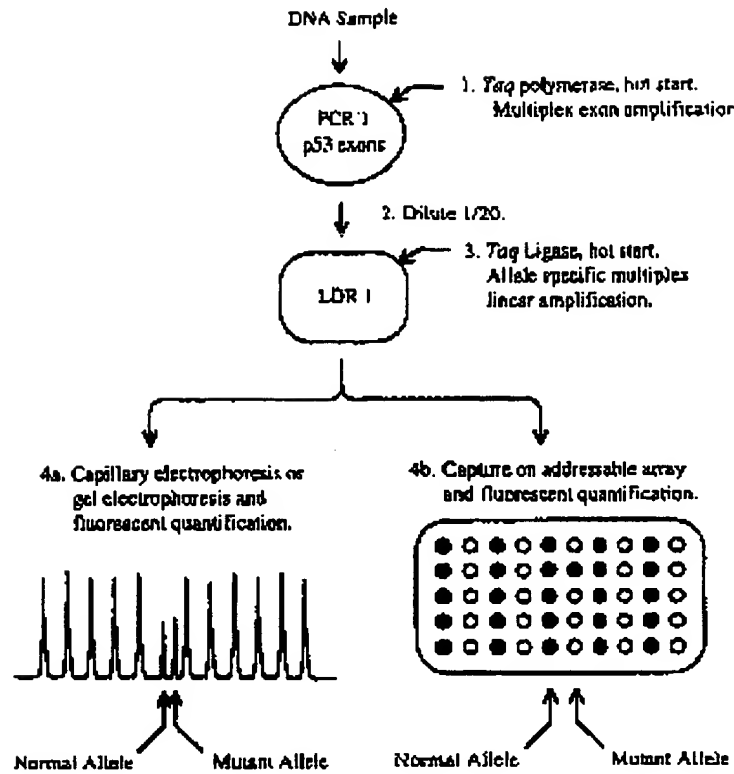 DNA Sample
1. Taq polymerase, hot start.
Multiplex exon amplification
PCR 1
p53 exons
2. Dilute 1/20.
3. Taq Ligase, hot start.
Allele specific multiplex
linear amplification.
LDR 1
4a. Capillary electrophoresis or
gel electrophoresis and
fluorescent quantification.
4b. Capture on addressable array
and fluorescent quantification.
Normal Allele
Mutant Allele
Normal Allele
Mutant Allele